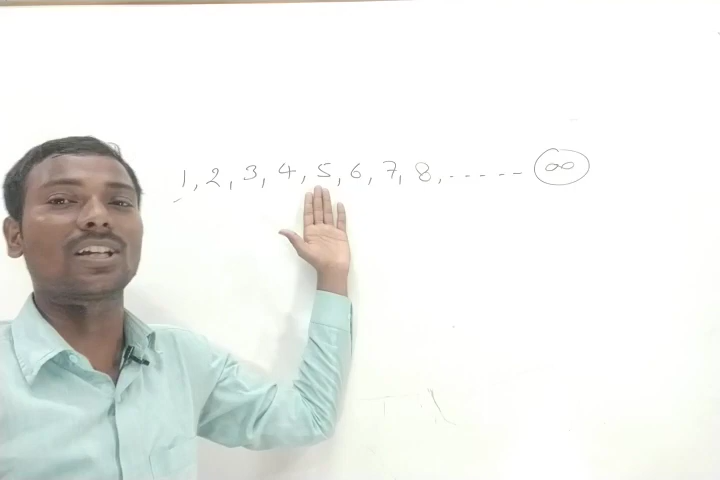 1, 2, 3, 4, 5, 6, 7, 8, ------ ∞